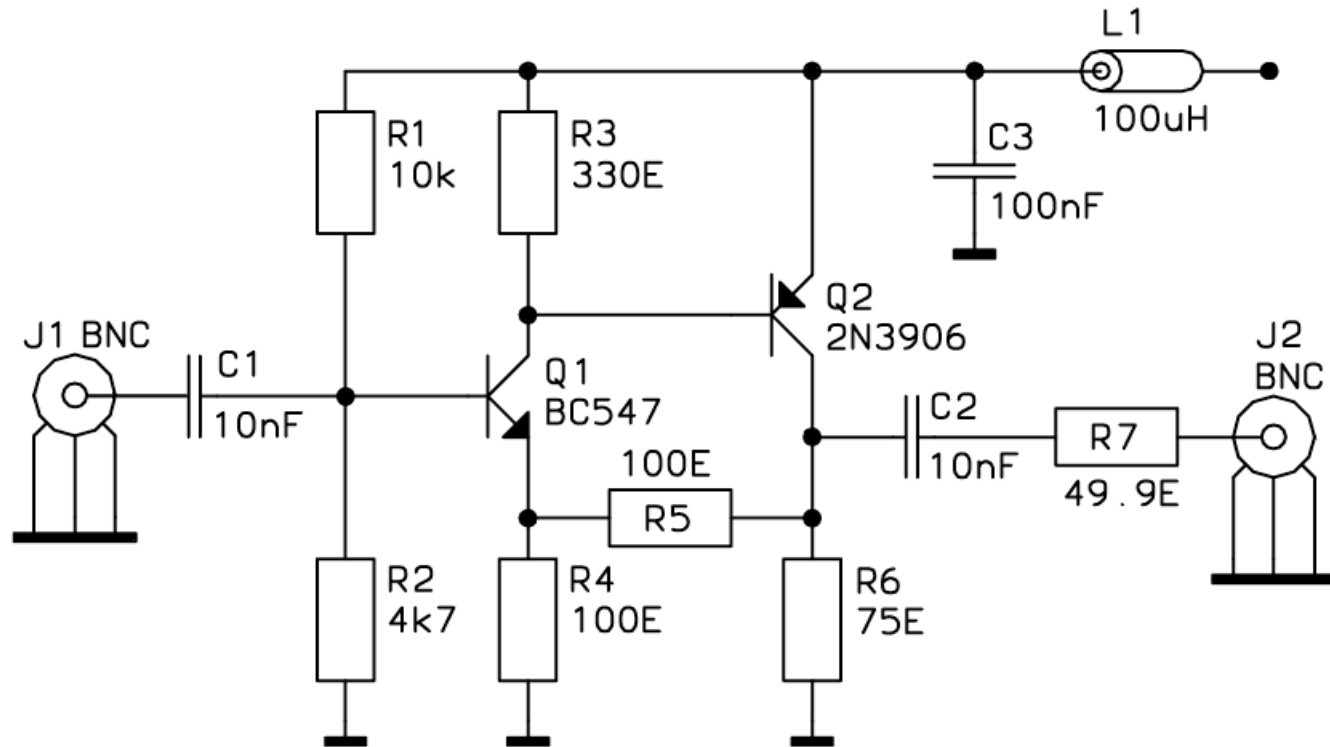 L1
100uH
R1
10k
R3
330E
C3
100nF
Q2
2N3906
J1 BNC
C1
10nF
Q1
BC547
J2
BNC
C2
10nF
R7
49.9E
100E
R5
R2
4k7
R4
100E
R6
75E